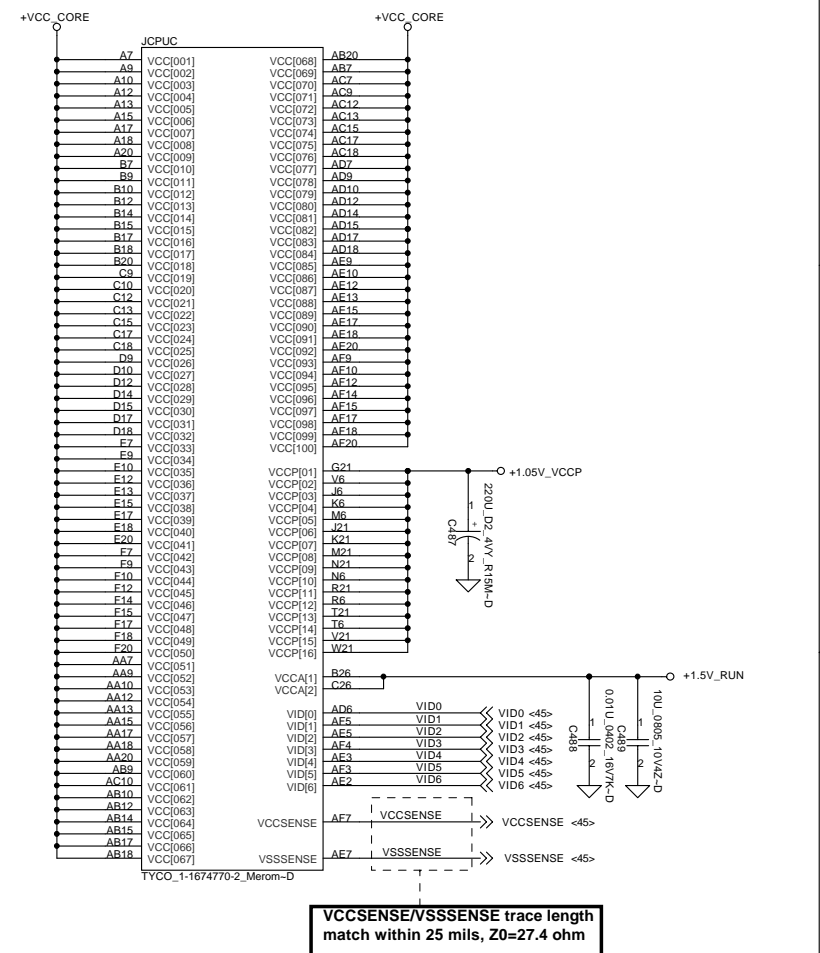 +VCC_CORE
+VCC_CORE
JCPUC
A7 VCC[001] VCC[068] AB20
A9 VCC[002] VCC[069] AB7
A10 VCC[003] VCC[070] AC7
A12 VCC[004] VCC[071] AC9
A13 VCC[005] VCC[072] AC12
A15 VCC[006] VCC[073] AC13
A17 VCC[007] VCC[074] AC15
A18 VCC[008] VCC[075] AC17
A20 VCC[009] VCC[076] AC18
B7 VCC[010] VCC[077] AD7
B9 VCC[011] VCC[078] AD9
B10 VCC[012] VCC[079] AD10
B12 VCC[013] VCC[080] AD12
B14 VCC[014] VCC[081] AD14
B15 VCC[015] VCC[082] AD15
B17 VCC[016] VCC[083] AD17
B18 VCC[017] VCC[084] AD18
B20 VCC[018] VCC[085] AE9
C9 VCC[019] VCC[086] AE10
C10 VCC[020] VCC[087] AE12
C12 VCC[021] VCC[088] AE13
C13 VCC[022] VCC[089] AE15
C15 VCC[023] VCC[090] AE17
C17 VCC[024] VCC[091] AE18
C18 VCC[025] VCC[092] AE20
D9 VCC[026] VCC[093] AF9
D10 VCC[027] VCC[094] AF10
D12 VCC[028] VCC[095] AF12
D14 VCC[029] VCC[096] AF14
D15 VCC[030] VCC[097] AF15
D17 VCC[031] VCC[098] AF17
D18 VCC[032] VCC[099] AF18
E7 VCC[033] VCC[100] AF20
E9 VCC[034]
E10 VCC[035] VCCP[01] G21 +1.05V_VCCP
E12 VCC[036] VCCP[02] V6
E13 VCC[037] VCCP[03] J6
E15 VCC[038] VCCP[04] K6
E17 VCC[039] VCCP[05] M6
E18 VCC[040] VCCP[06] J21
E20 VCC[041] VCCP[07] K21
F7 VCC[042] VCCP[08] M21
F9 VCC[043] VCCP[09] N21
F10 VCC[044] VCCP[10] N6
F12 VCC[045] VCCP[11] R21
F14 VCC[046] VCCP[12] R6
F15 VCC[047] VCCP[13] T21
F17 VCC[048] VCCP[14] T6
F18 VCC[049] VCCP[15] V21
F20 VCC[050] VCCP[16] W21
1
+
2
C487
220U_D2_4VY_R15M~D
AA7 VCC[051]
AA9 VCC[052] VCCA[1] B26 +1.5V_RUN
AA10 VCC[053] VCCA[2] C26
AA12 VCC[054]
AA13 VCC[055] VID[0] AD6 VID0 VID0 <45>
AA15 VCC[056] VID[1] AF5 VID1 VID1 <45>
AA17 VCC[057] VID[2] AE5 VID2 VID2 <45>
AA18 VCC[058] VID[3] AF4 VID3 VID3 <45>
AA20 VCC[059] VID[4] AE3 VID4 VID4 <45>
AB9 VCC[060] VID[5] AF3 VID5 VID5 <45>
AC10 VCC[061] VID[6] AE2 VID6 VID6 <45>
1
2
C488
0.01U_0402_16V7K~D
1
2
C489
10U_0805_10V4Z~D
AB10 VCC[062]
AB12 VCC[063]
AB14 VCC[064] VCCSENSE AF7 VCCSENSE VCCSENSE <45>
AB15 VCC[065]
AB17 VCC[066]
AB18 VCC[067] VSSSENSE AE7 VSSSENSE VSSSENSE <45>
TYCO_1-1674770-2_Merom~D
VCCSENSE/VSSSENSE trace length
match within 25 mils, Z0=27.4 ohm